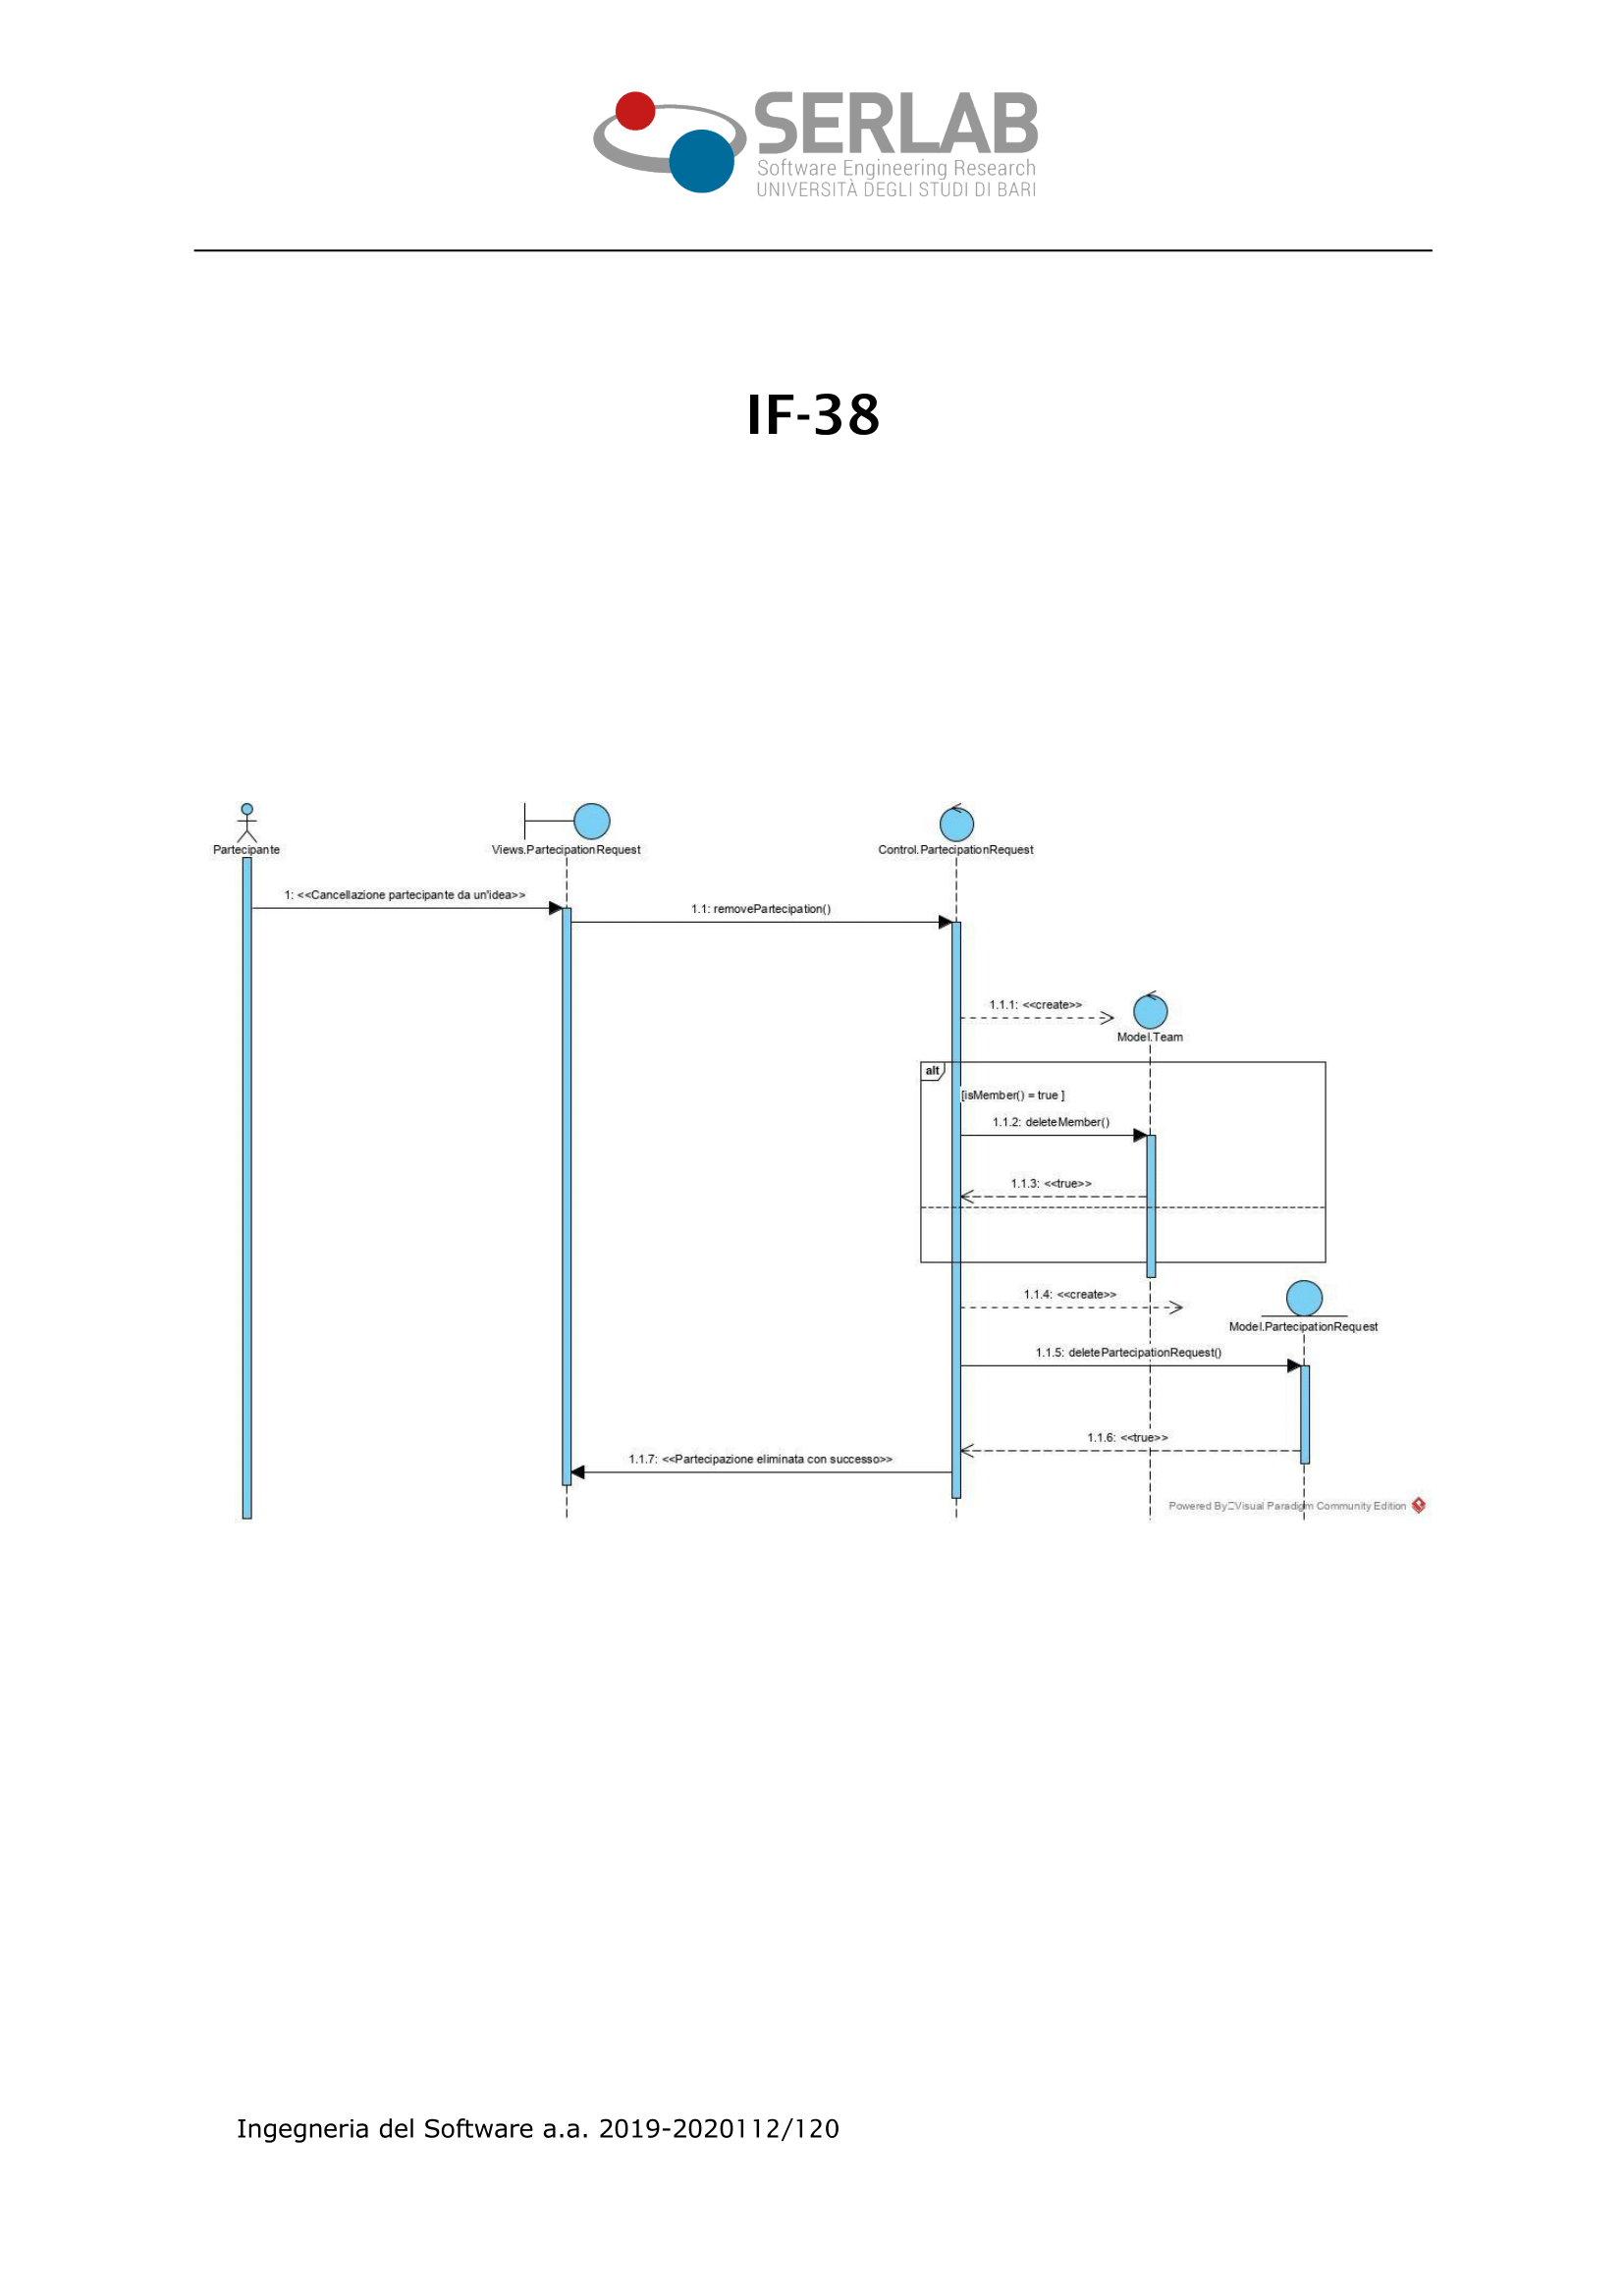 SERLAB
Software Engineering Research
UNIVERSITÀ DEGLI STUDI DI BARI
IF-38
Partecipante
Views.PartecipationRequest
Control.PartecipationRequest
1: <<Cancellazione partecipante da un'idea>>
1.1: removePartecipation()
1.1.1: <<create>>
Model.Team
alt
[isMember() = true ]
1.1.2: deleteMember()
1.1.3: <<true>>
1.1.4: <<create>>
Model.PartecipationRequest
1.1.5: deletePartecipationRequest()
1.1.6: <<true>>
1.1.7: <<Partecipazione eliminata con successo>>
Powered By Visual Paradigm Community Edition
Ingegneria del Software a.a. 2019-2020112/120